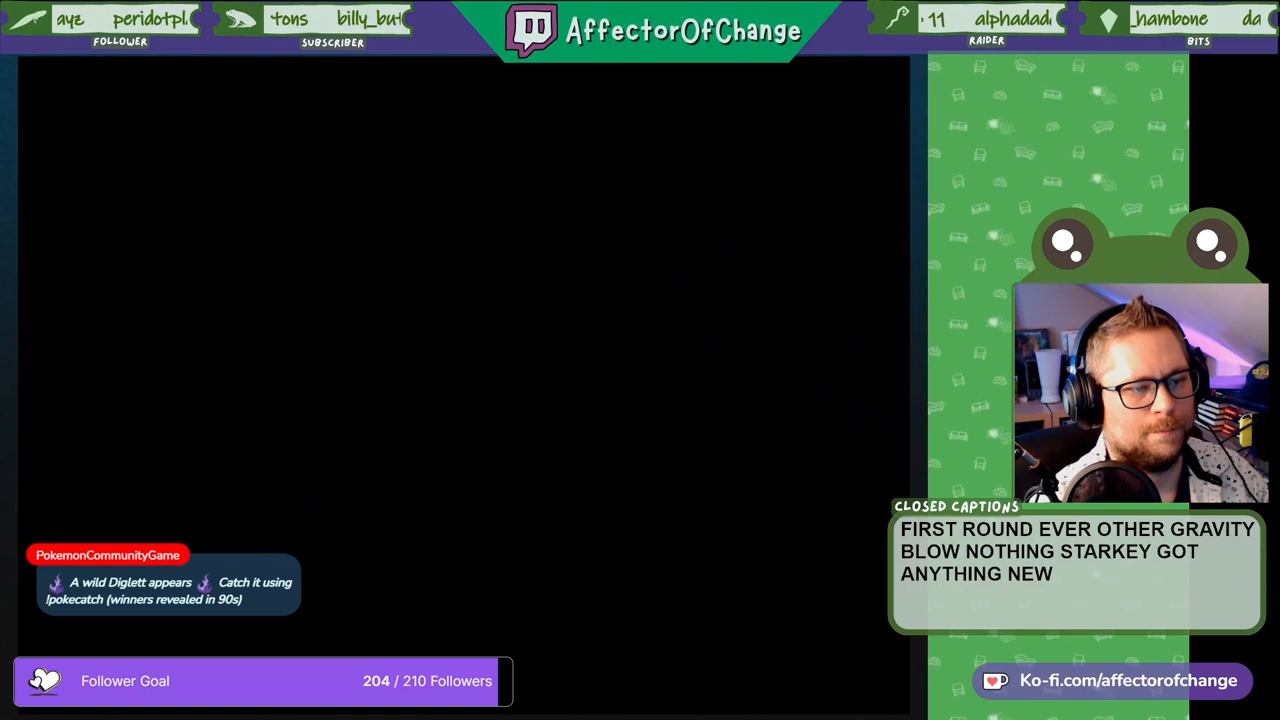 ayz peridotpl
FOLLOWER
tons billy_but
SUBSCRIBER
AffectorOfChange
11 alphadad
RAIDER
_hambone da
BITS
CLOSED CAPTIONS
FIRST ROUND EVER OTHER GRAVITY
BLOW NOTHING STARKEY GOT
ANYTHING NEW
PokemonCommunityGame
A wild Diglett appears Catch it using
!pokecatch (winners revealed in 90s)
Follower Goal 204 / 210 Followers
Ko-fi.com/affectorofchange